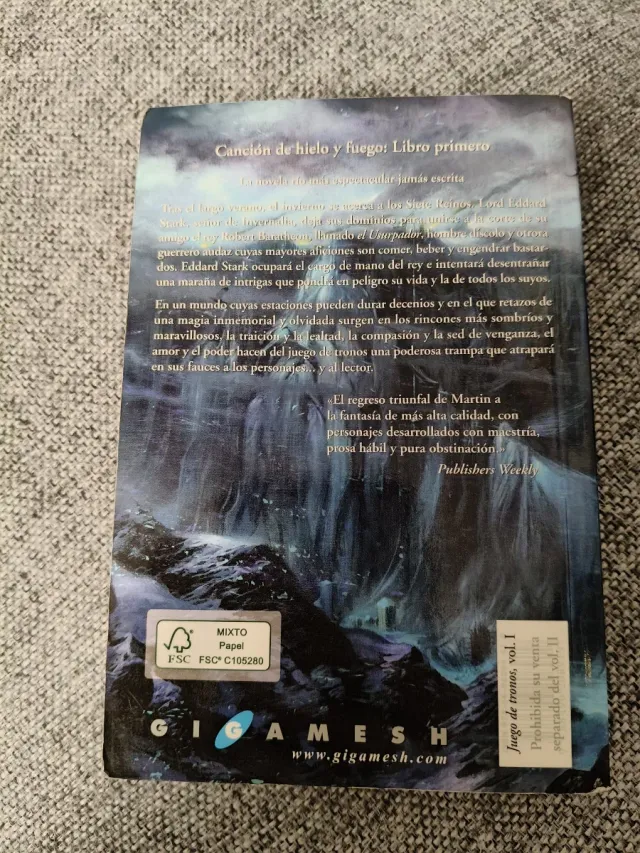 Canción de hielo y fuego: Libro primero
La novela río más espectacular jamás escrita
Tras el largo verano, el invierno se acerca a los Siete Reinos. Lord Eddard
Stark, señor de Invernalia, deja sus dominios para unirse a la corte de su
amigo el rey Robert Baratheon, llamado el Usurpador, hombre díscolo y otrora
guerrero audaz cuyas mayores aficiones son comer, beber y engendrar bastar-
dos. Eddard Stark ocupará el cargo de mano del rey e intentará desentrañar
una maraña de intrigas que pondrá en peligro su vida y la de todos los suyos.
En un mundo cuyas estaciones pueden durar decenios y en el que retazos de
una magia inmemorial y olvidada surgen en los rincones más sombríos y
maravillosos, la traición y la lealtad, la compasión y la sed de venganza, el
amor y el poder hacen del juego de tronos una poderosa trampa que atrapará
en sus fauces a los personajes... y al lector.
«El regreso triunfal de Martin a
la fantasía de más alta calidad, con
personajes desarrollados con maestría,
prosa hábil y pura obstinación.»
Publishers Weekly
FSC
MIXTO
Papel
FSC® C105280
Juego de tronos, vol. I
Prohibida su venta
separado del vol. II
GIGAMESH
www.gigamesh.com